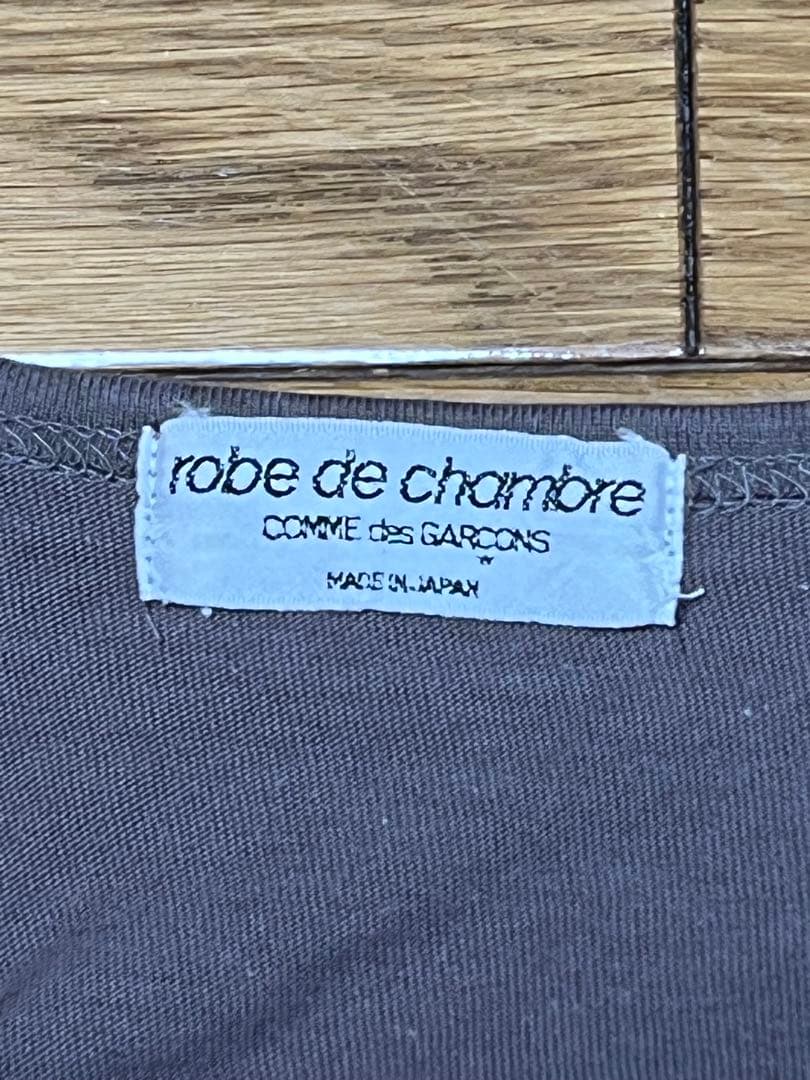 robe de chambre
COMME des GARÇONS
MADE IN JAPAN